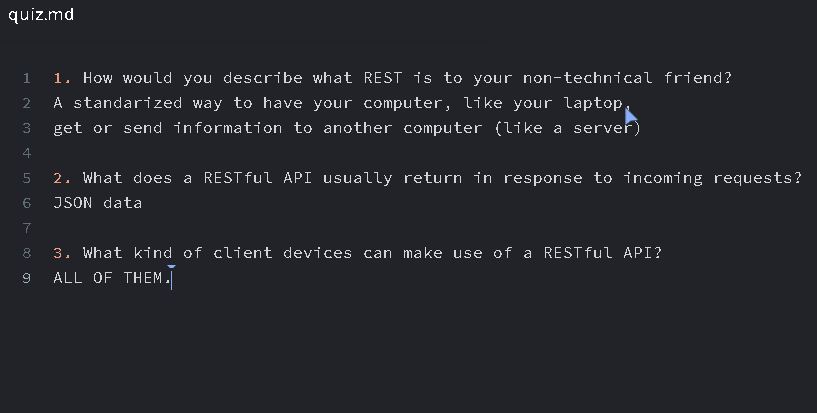 quiz.md
1 1. How would you describe what REST is to your non-technical friend?
2 A standarized way to have your computer, like your laptop,
3 get or send information to another computer (like a server)
4
5 2. What does a RESTful API usually return in response to incoming requests?
6 JSON data
7
8 3. What kind of client devices can make use of a RESTful API?
9 ALL OF THEM.